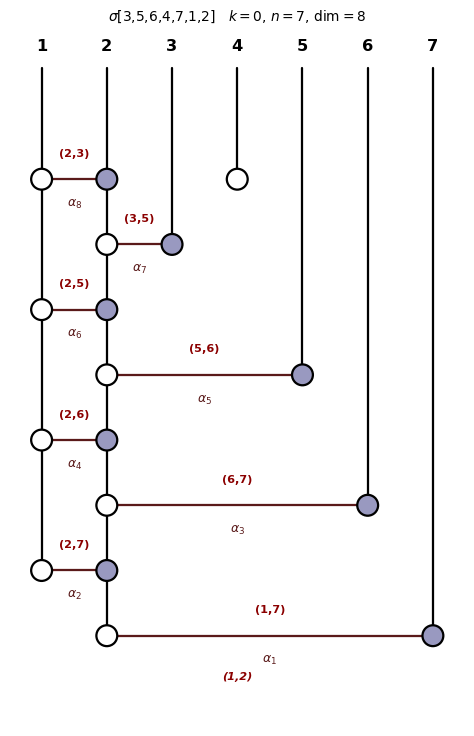 σ[3,5,6,4,7,1,2]   k=0, n=7, dim=8
1 2 3 4 5 6 7
(2,3)
α₈
(3,5)
α₇
(2,5)
α₆
(5,6)
α₅
(2,6)
α₄
(6,7)
α₃
(2,7)
α₂
(1,7)
α₁
(1,2)